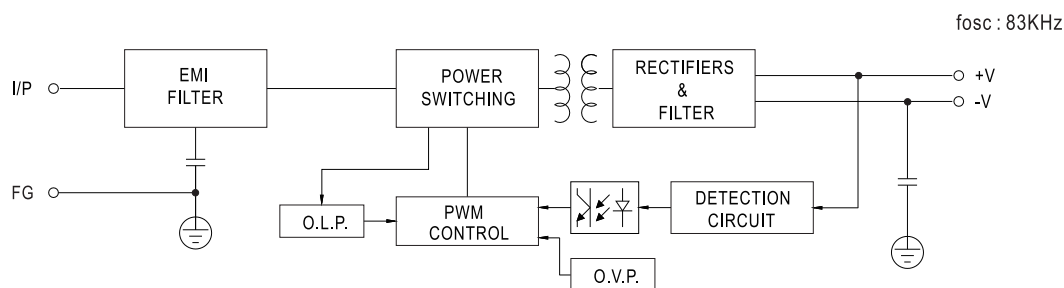 fosc : 83KHz
I/P
EMI
FILTER
POWER
SWITCHING
RECTIFIERS
&
FILTER
+V
-V
FG
O.L.P.
PWM
CONTROL
DETECTION
CIRCUIT
O.V.P.